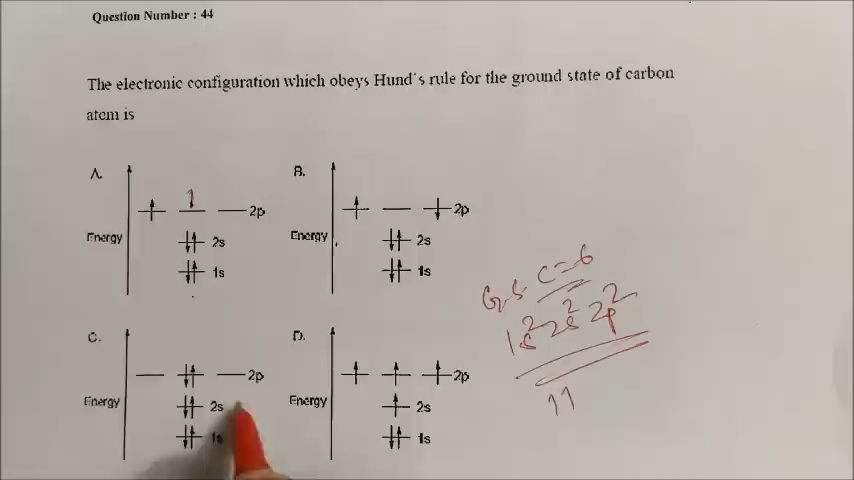 Question Number : 44
The electronic configuration which obeys Hund's rule for the ground state of carbon
atom is
A.
2p
Energy
2s
1s
B.
2p
Energy
2s
1s
G.S. C = 6
1s² 2s² 2p²
11
C.
2p
Energy
2s
1s
D.
2p
Energy
2s
1s